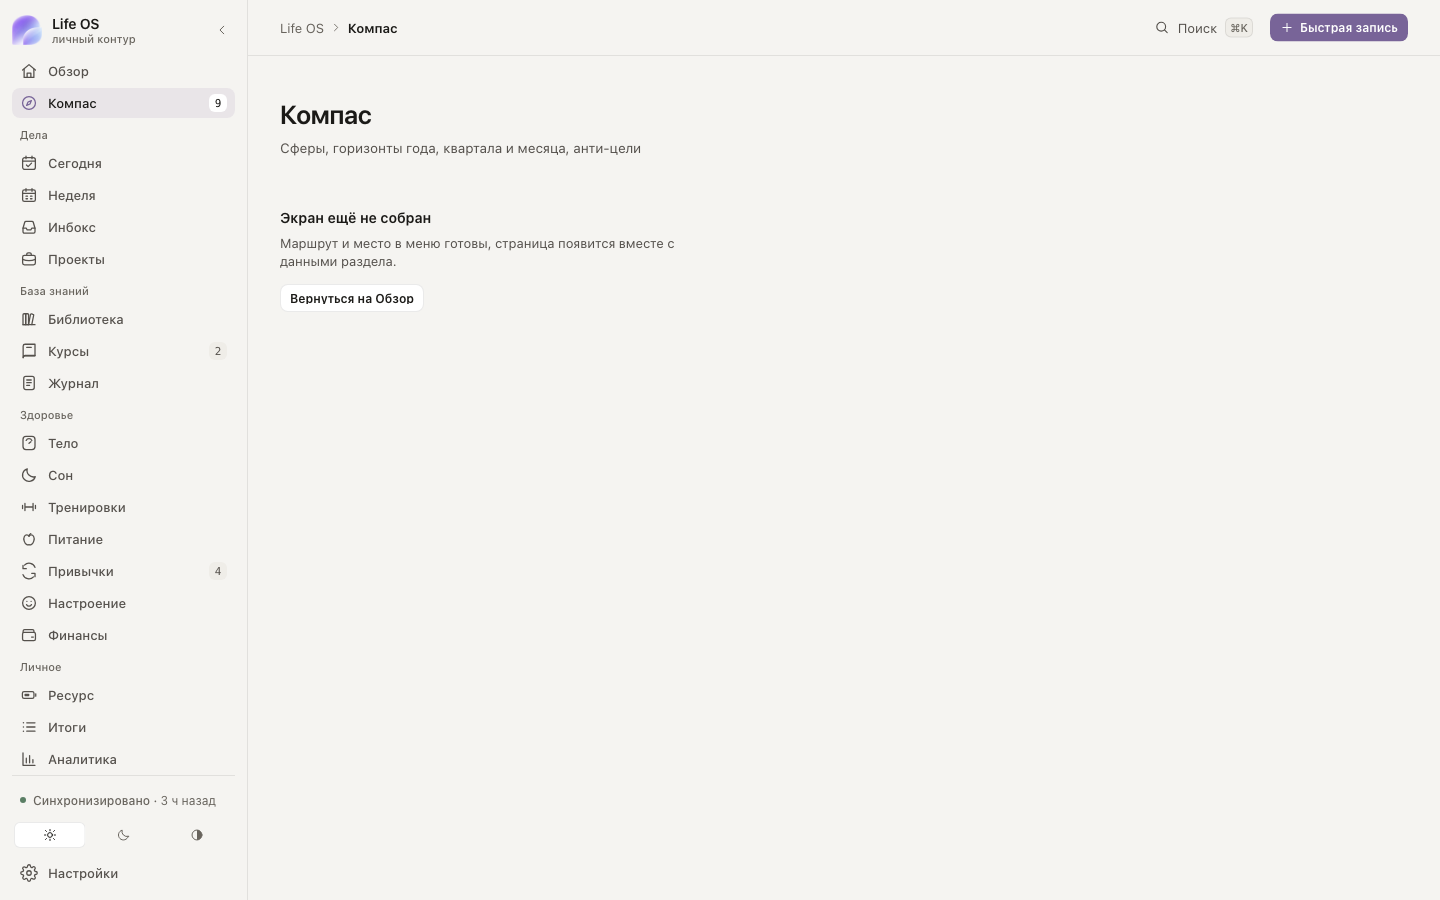 Life OS
личный контур
Обзор
Компас 9
Дела
Сегодня
Неделя
Инбокс
Проекты
База знаний
Библиотека
Курсы 2
Журнал
Здоровье
Тело
Сон
Тренировки
Питание
Привычки 4
Настроение
Финансы
Личное
Ресурс
Итоги
Аналитика
Синхронизировано · 3 ч назад
Настройки
Life OS > Компас
Поиск ⌘K
+ Быстрая запись
Компас
Сферы, горизонты года, квартала и месяца, анти-цели
Экран ещё не собран
Маршрут и место в меню готовы, страница появится вместе с
данными раздела.
Вернуться на Обзор